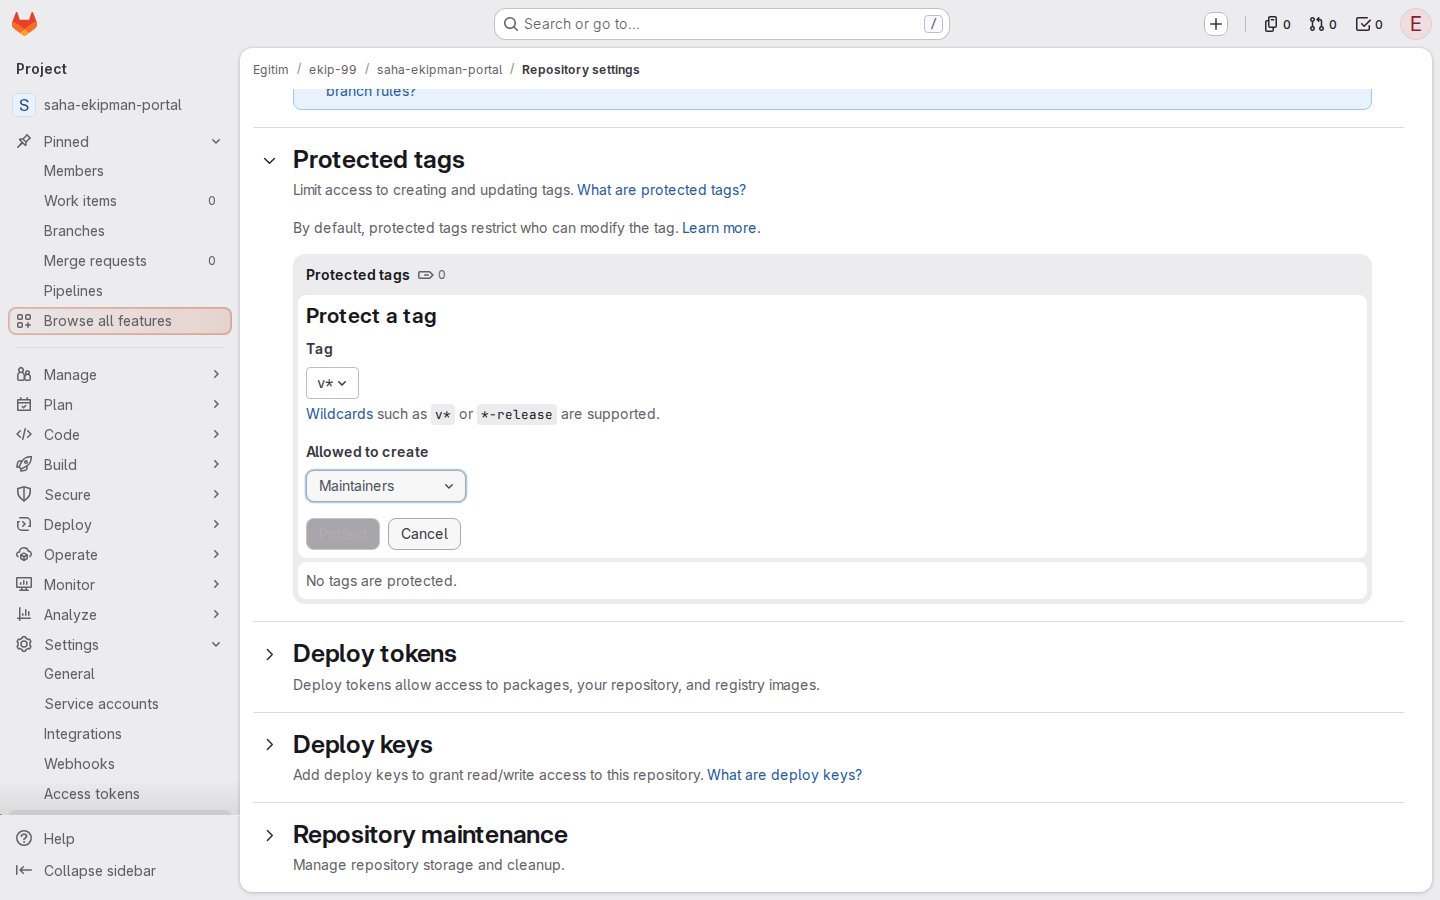 Search or go to...
/
0
0
0
E
Project
S
saha-ekipman-portal
Pinned
Members
Work items 0
Branches
Merge requests 0
Pipelines
Browse all features
Manage
Plan
Code
Build
Secure
Deploy
Operate
Monitor
Analyze
Settings
General
Service accounts
Integrations
Webhooks
Access tokens
Help
Collapse sidebar
Egitim / ekip-99 / saha-ekipman-portal / Repository settings
branch rules?
Protected tags
Limit access to creating and updating tags. What are protected tags?
By default, protected tags restrict who can modify the tag. Learn more.
Protected tags 0
Protect a tag
Tag
v*
Wildcards such as v* or *-release are supported.
Allowed to create
Maintainers
Protect
Cancel
No tags are protected.
Deploy tokens
Deploy tokens allow access to packages, your repository, and registry images.
Deploy keys
Add deploy keys to grant read/write access to this repository. What are deploy keys?
Repository maintenance
Manage repository storage and cleanup.